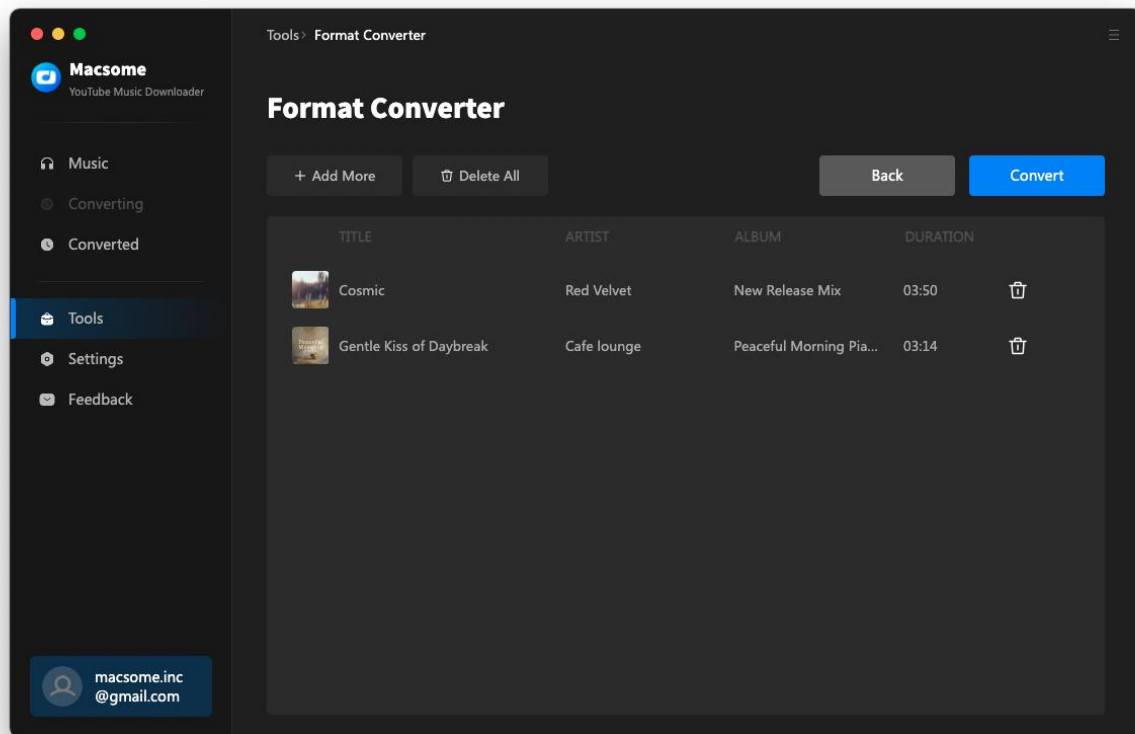 Macsome
YouTube Music Downloader
Music
Converting
Converted
Tools
Settings
Feedback
macsome.inc
@gmail.com
Tools› Format Converter
Format Converter
+ Add More
Delete All
Back
Convert
TITLE ARTIST ALBUM DURATION
Cosmic Red Velvet New Release Mix 03:50
Gentle Kiss of Daybreak Cafe lounge Peaceful Morning Pia... 03:14